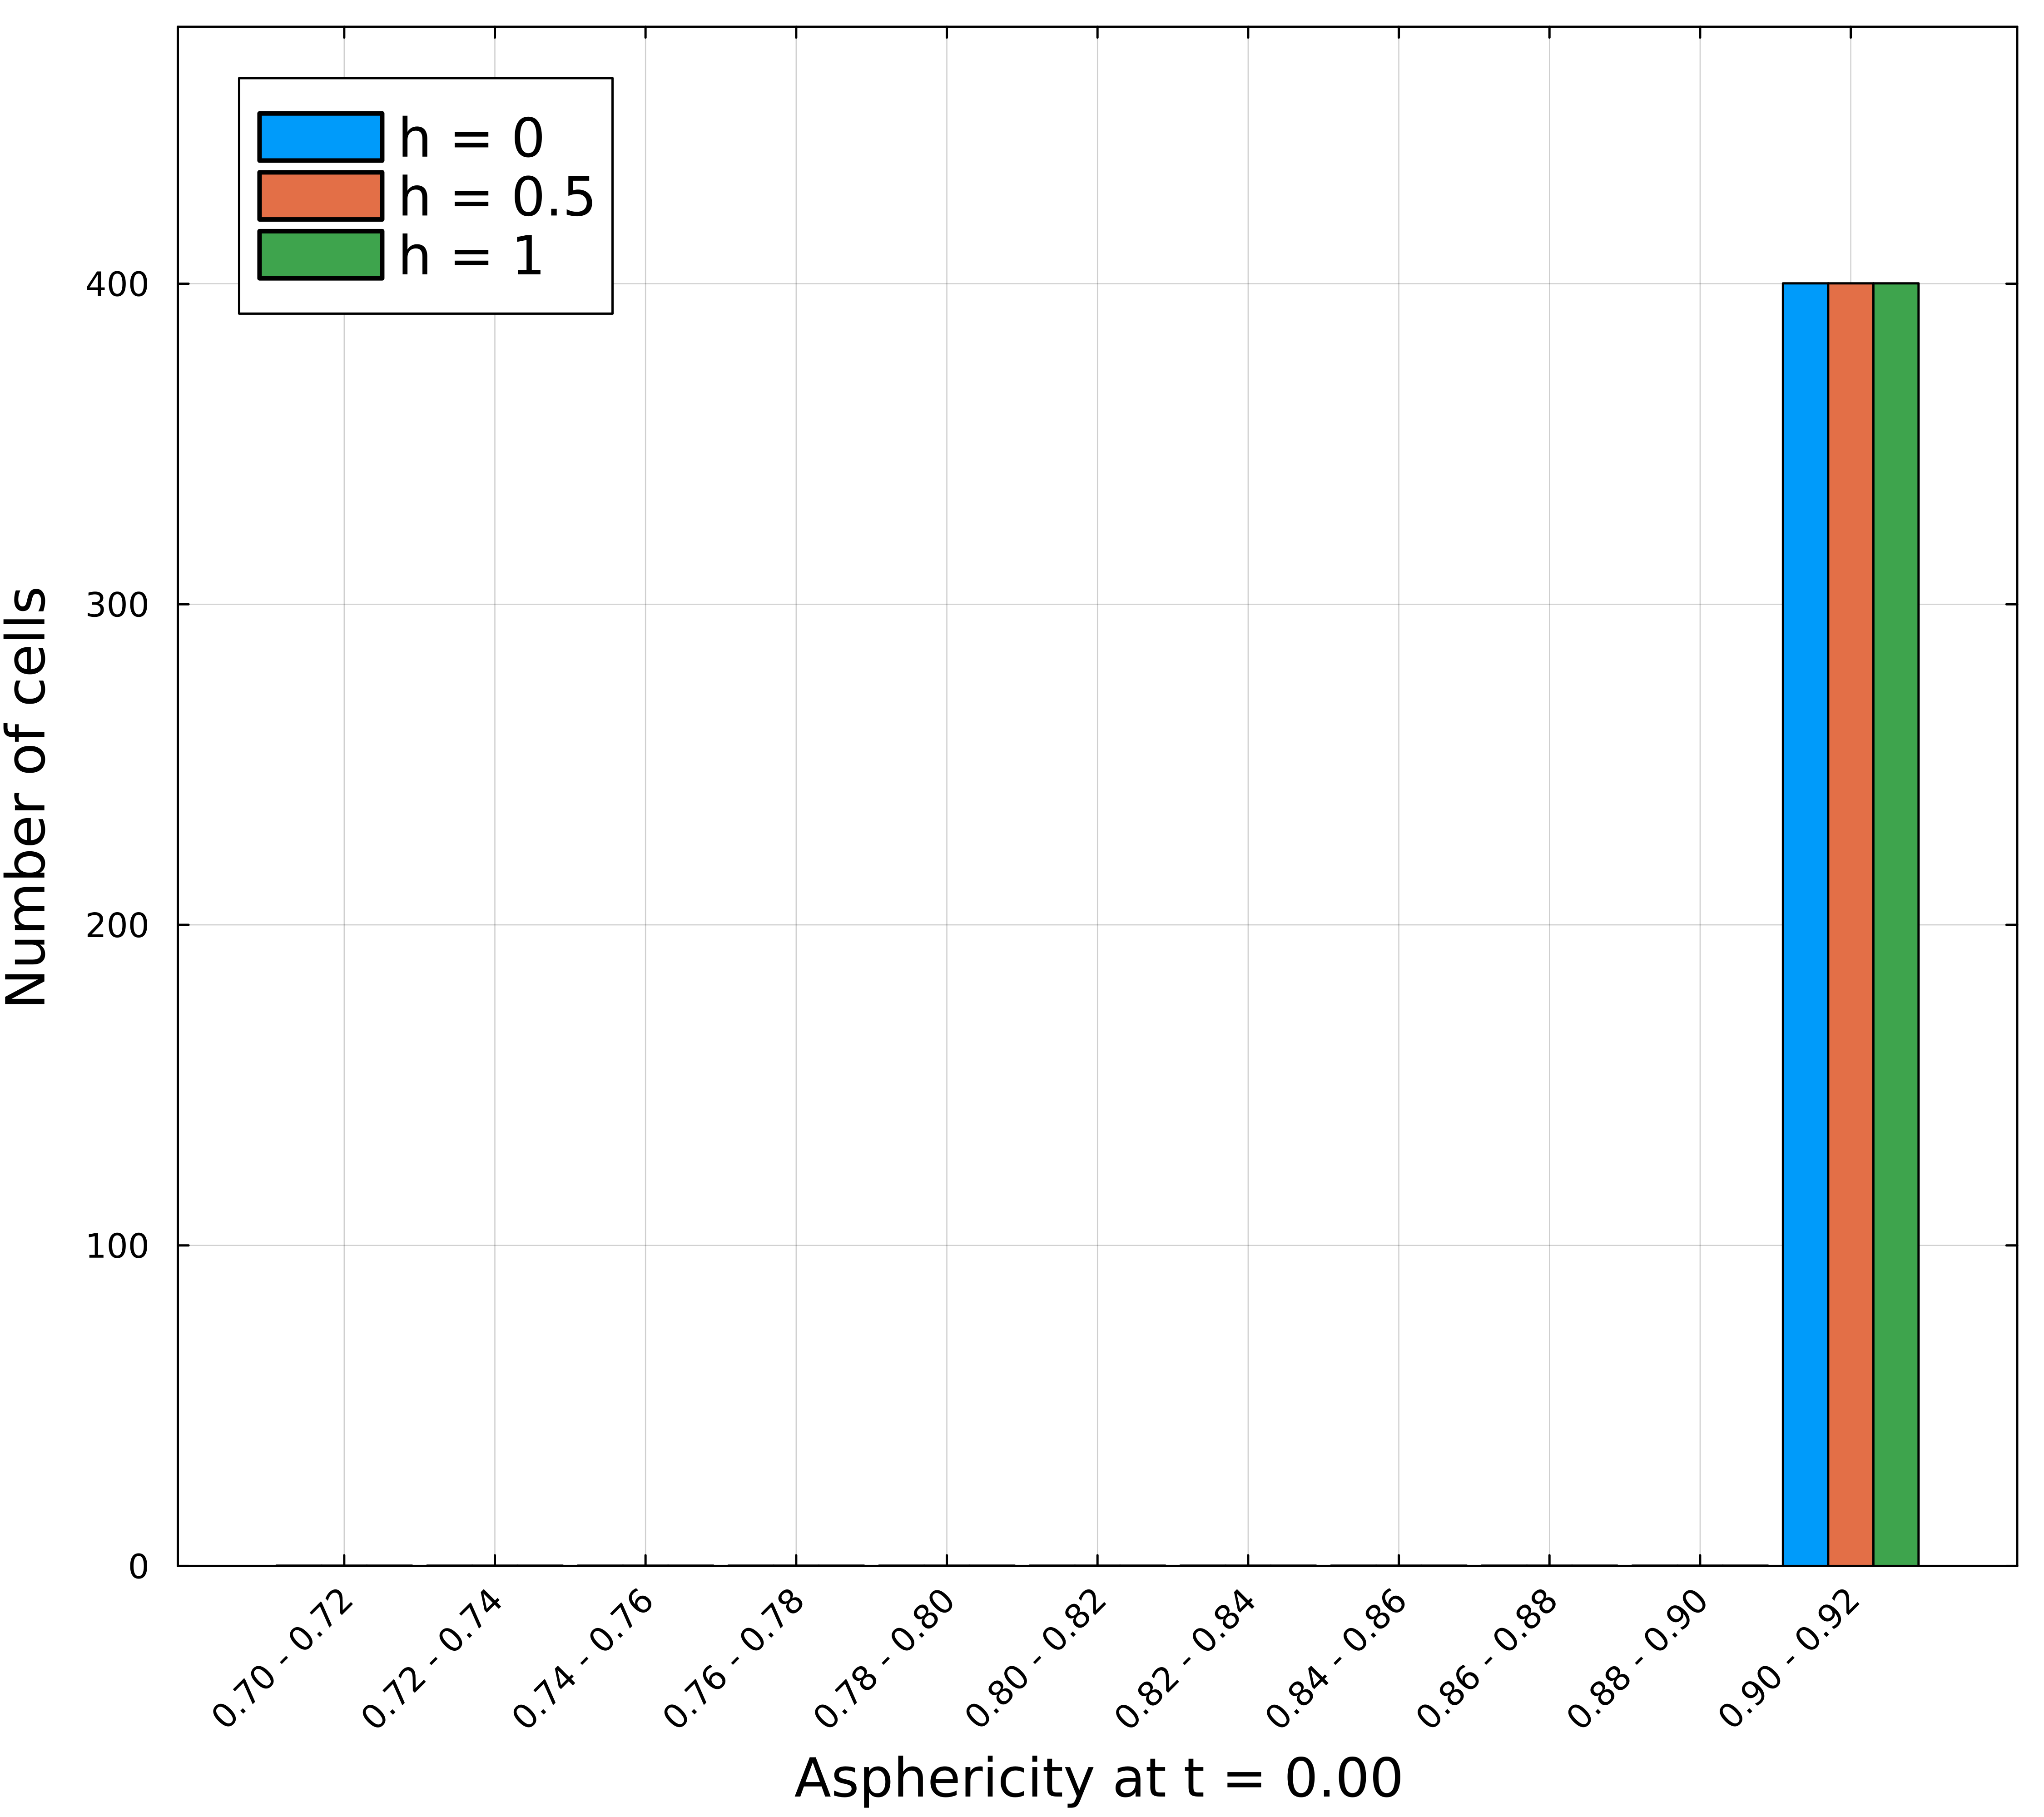 h = 0
h = 0.5
h = 1
400
300
200
100
0
Number of cells
0.70 - 0.72
0.72 - 0.74
0.74 - 0.76
0.76 - 0.78
0.78 - 0.80
0.80 - 0.82
0.82 - 0.84
0.84 - 0.86
0.86 - 0.88
0.88 - 0.90
0.90 - 0.92
Asphericity at t = 0.00